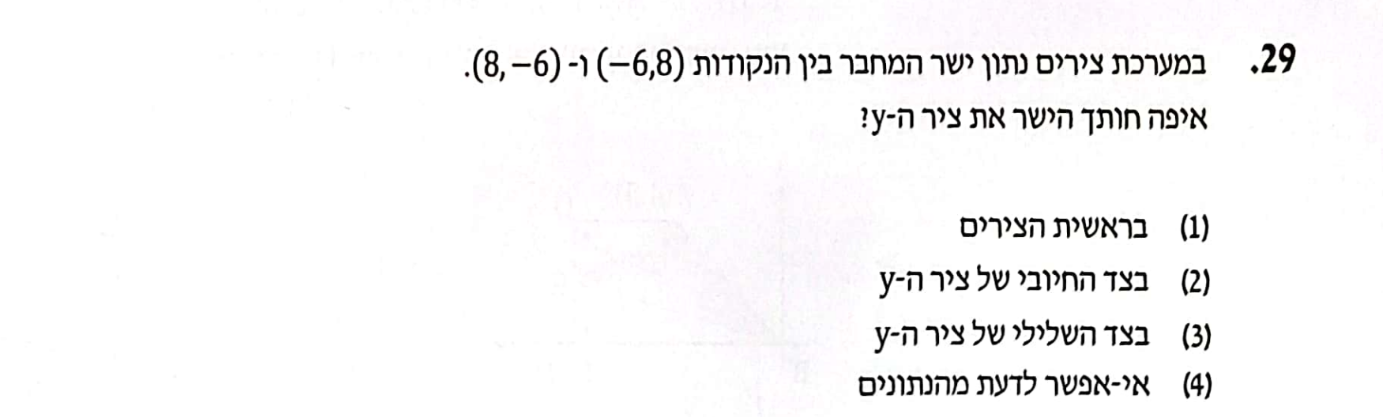 29. במערכת צירים נתון ישר המחבר בין הנקודות (−6,8) ו- (8,−6).
איפה חותך הישר את ציר ה-y?
(1) בראשית הצירים
(2) בצד החיובי של ציר ה-y
(3) בצד השלילי של ציר ה-y
(4) אי-אפשר לדעת מהנתונים